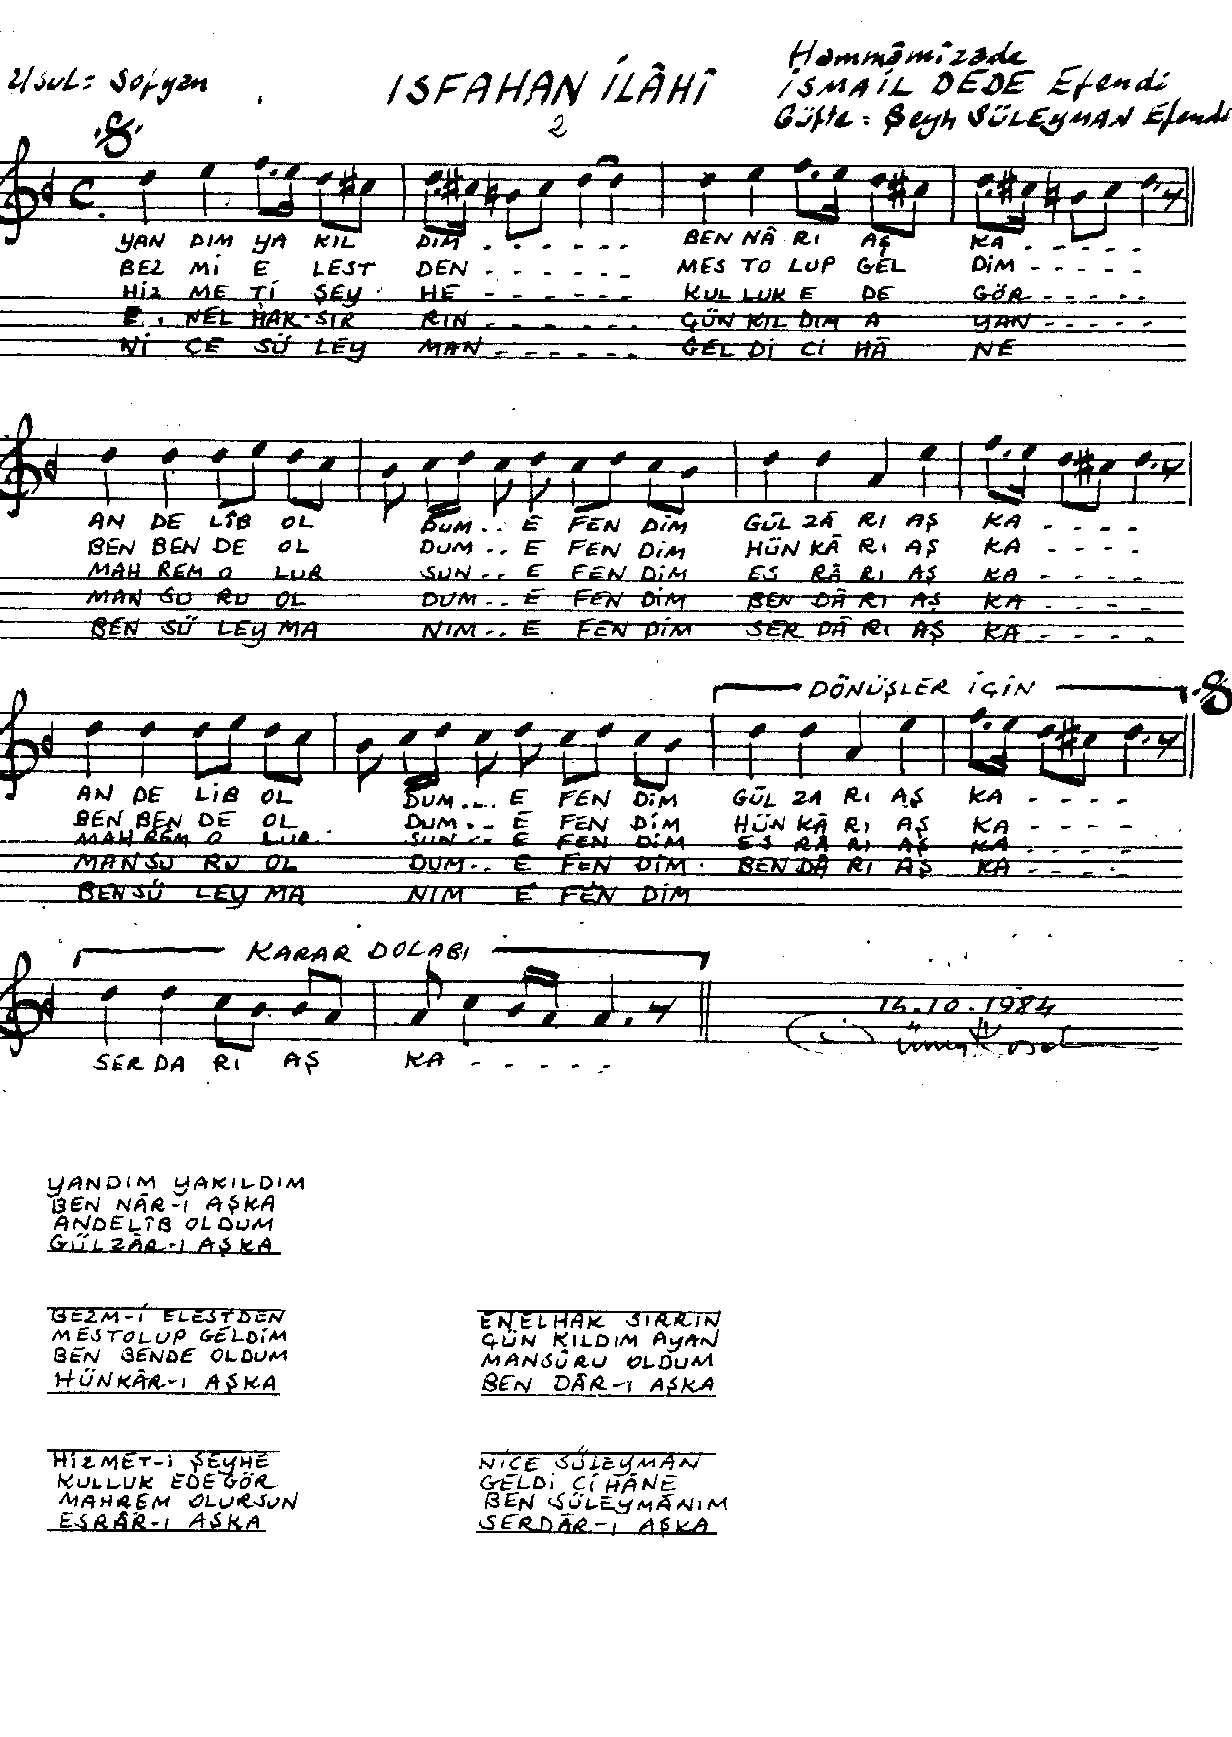 Usul = Sofyan
ISFAHAN İLÂHÎ
2
Hammâmîzade
İSMAİL DEDE Efendi
Güfte : Şeyh SÜLEYMAN Efendi
YAN DIM YA KIL DIM - - - - - - BEN NÂ RI AŞ KA - - - - - -
BEZ Mİ E LEST DEN - - - - - - MES TO LUP GEL DİM - - - - -
HİZ ME Tİ ŞEY HE - - - - - - KUL LUK E DE GÖR - - - - -
E NEL HAK SIR RIN - - - - - - GÜN KIL DIM A YAN - - - - -
Nİ ÇE SÜ LEY MAN - - - - - - GEL Dİ Cİ HÂ NE
AN DE LÎB OL DUM . . . E FEN DİM GÜL ZÂ RI AŞ KA - - - -
BEN BEN DE OL DUM . . . E FEN DİM HÜN KÂ RI AŞ KA - - - -
MAH REM O LUR SUN . . . E FEN DİM ES RÂ RI AŞ KA - - - -
MAN SU RU OL DUM . . . E FEN DİM BEN DÂ RI AŞ KA - - - -
BEN SÜ LEY MA NIM . . . E FEN DİM SER DÂ RI AŞ KA - - - -
DÖNÜŞLER İÇİN
AN DE LİB OL DUM . . . E FEN DİM GÜL ZA RI AŞ KA - - - -
BEN BEN DE OL DUM . . . E FEN DİM HÜN KÂ RI AŞ KA - - - -
MAH REM O LUR SUN . . . E FEN DİM ES RÂ RI AŞ KA - - - -
MAN SU RU OL DUM . . . E FEN DİM BEN DÂ RI AŞ KA - - - -
BEN SÜ LEY MA NIM E FEN DİM
KARAR DOLABI
14.10.1984
SER DA RI AŞ KA - - - - -
YANDIM YAKILDIM
BEN NÂR-I AŞKA
ANDELÎB OLDUM
GÜLZÂR-I AŞKA
BEZM-İ ELESTDEN
MESTOLUP GELDİM
BEN BENDE OLDUM
HÜNKÂR-I AŞKA
HİZMET-İ ŞEYHE
KULLUK EDEGÖR
MAHREM OLURSUN
ESRÂR-I AŞKA
ENELHAK SIRRIN
GÜN KILDIM AYAN
MANSÛRU OLDUM
BEN DÂR-I AŞKA
NİCE SÜLEYMÂN
GELDİ CİHÂNE
BEN SÜLEYMÂNIM
SERDÂR-I AŞKA